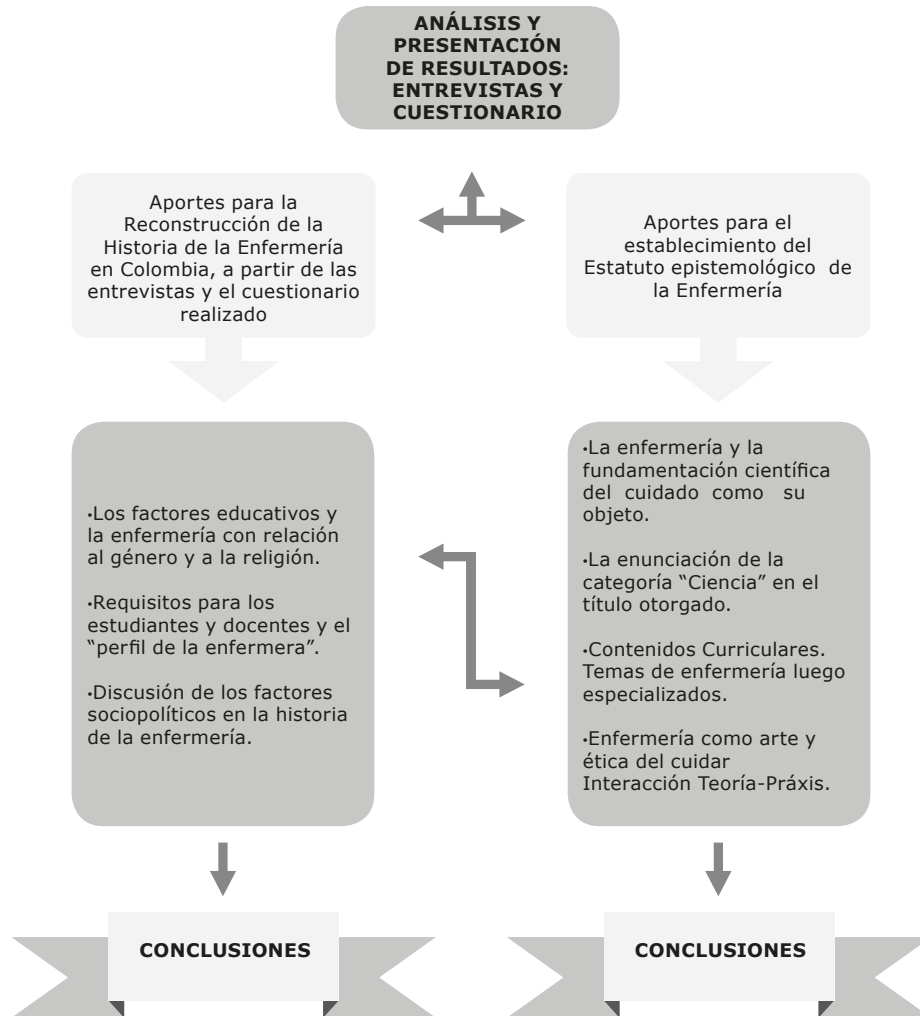 ANÁLISIS Y
PRESENTACIÓN
DE RESULTADOS:
ENTREVISTAS Y
CUESTIONARIO
Aportes para la
Reconstrucción de la
Historia de la Enfermería
en Colombia, a partir de las
entrevistas y el cuestionario
realizado
Aportes para el
establecimiento del
Estatuto epistemológico de
la Enfermería
•Los factores educativos y
la enfermería con relación
al género y a la religión.
•Requisitos para los
estudiantes y docentes y el
“perfil de la enfermera”.
•Discusión de los factores
sociopolíticos en la historia
de la enfermería.
•La enfermería y la
fundamentación científica
del cuidado como su
objeto.
•La enunciación de la
categoría “Ciencia” en el
título otorgado.
•Contenidos Curriculares.
Temas de enfermería luego
especializados.
•Enfermería como arte y
ética del cuidar
Interacción Teoría-Práxis.
CONCLUSIONES
CONCLUSIONES